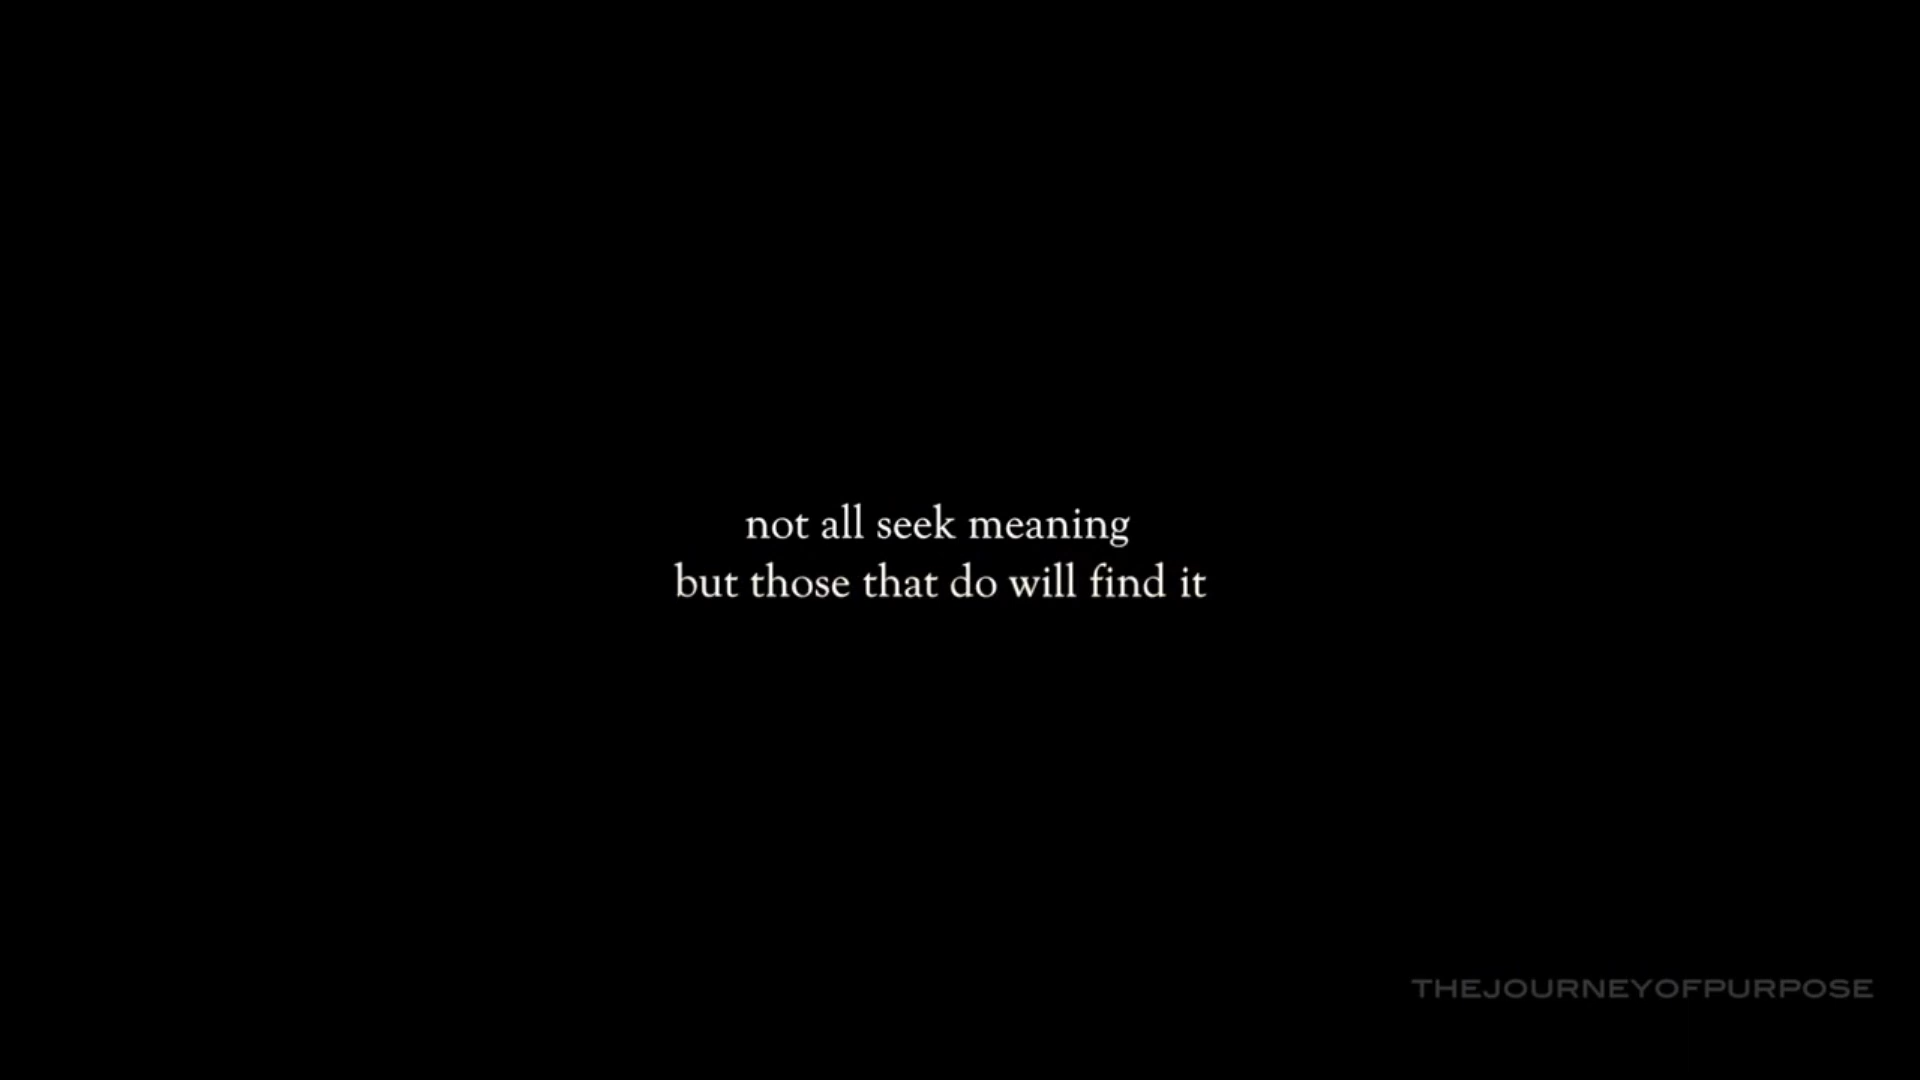 not all seek meaning
but those that do will find it
THEJOURNEYOFPURPOSE